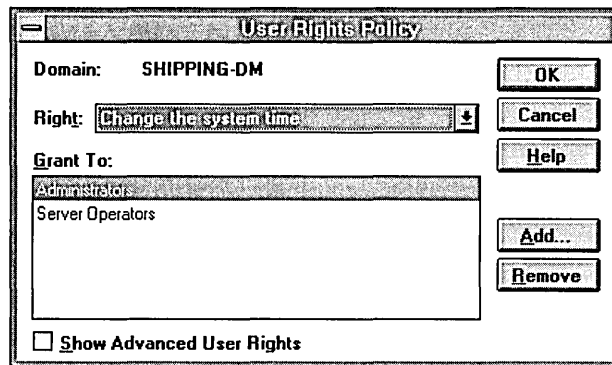 User Rights Policy
Domain: SHIPPING-DM
OK
Right: Change the system time
Cancel
Help
Grant To:
Administrators
Server Operators
Add...
Remove
Show Advanced User Rights